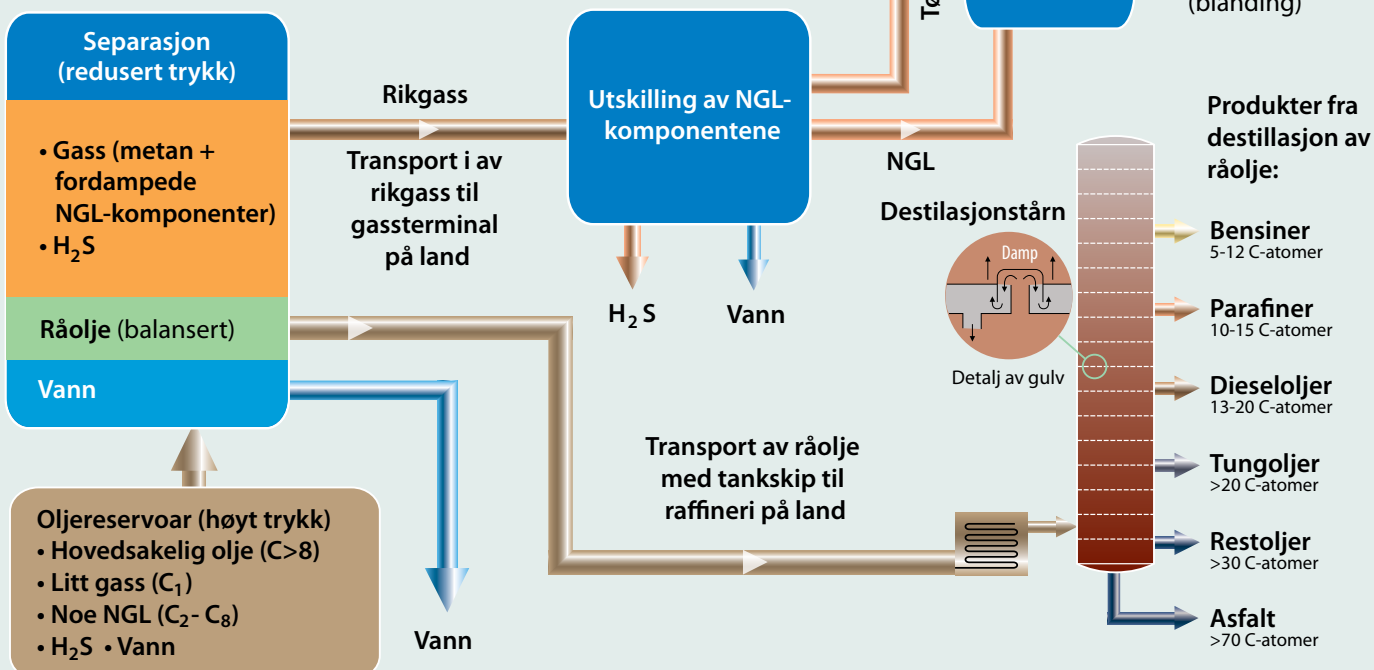 Tø
(blanding)
Separasjon
(redusert trykk)
• Gass (metan +
fordampede
NGL-komponenter)
• H₂S
Råolje (balansert)
Vann
Rikgass
Transport i av
rikgass til
gassterminal
på land
Utskilling av NGL-
komponentene
NGL
H₂ S
Vann
Destilasjonstårn
Damp
Detalj av gulv
Produkter fra
destillasjon av
råolje:
Bensiner
5-12 C-atomer
Parafiner
10-15 C-atomer
Dieseloljer
13-20 C-atomer
Tungoljer
>20 C-atomer
Restoljer
>30 C-atomer
Asfalt
>70 C-atomer
Transport av råolje
med tankskip til
raffineri på land
Oljereservoar (høyt trykk)
• Hovedsakelig olje (C>8)
• Litt gass (C₁)
• Noe NGL (C₂- C₈)
• H₂S • Vann
Vann